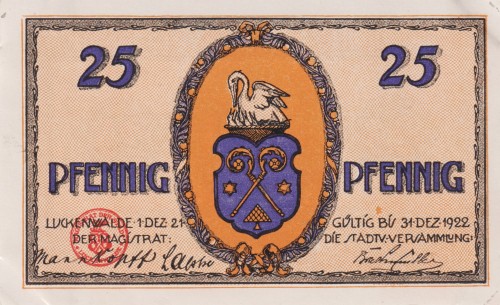 25 25
PFENNIG PFENNIG
LUCKENWALDE·1·DEZ·21· GÜLTIG BIS 31·DEZ·1922
DER MAGISTRAT: DIE STADTV-VERSAMMLUNG: